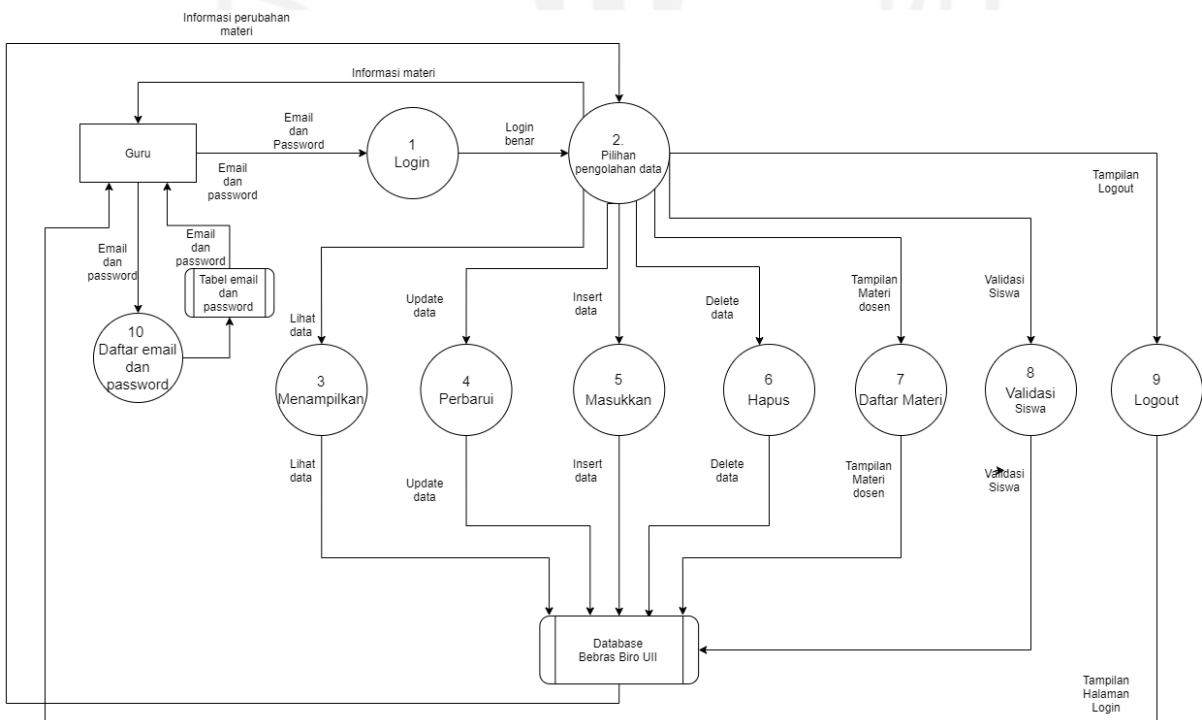 Informasi perubahan
materi
Informasi materi
Guru
Email
dan
Password
1
Login
Login
benar
2.
Pilihan
pengolahan data
Tampilan
Logout
Email
dan
password
Email
dan
password
Email
dan
password
Tabel email
dan
password
10
Daftar email
dan
password
Lihat
data
Update
data
Insert
data
Delete
data
Tampilan
Materi
dosen
Validasi
Siswa
3
Menampilkan
4
Perbarui
5
Masukkan
6
Hapus
7
Daftar Materi
8
Validasi
Siswa
9
Logout
Lihat
data
Update
data
Insert
data
Delete
data
Tampilan
Materi
dosen
Validasi
Siswa
Database
Bebras Biro UII
Tampilan
Halaman
Login